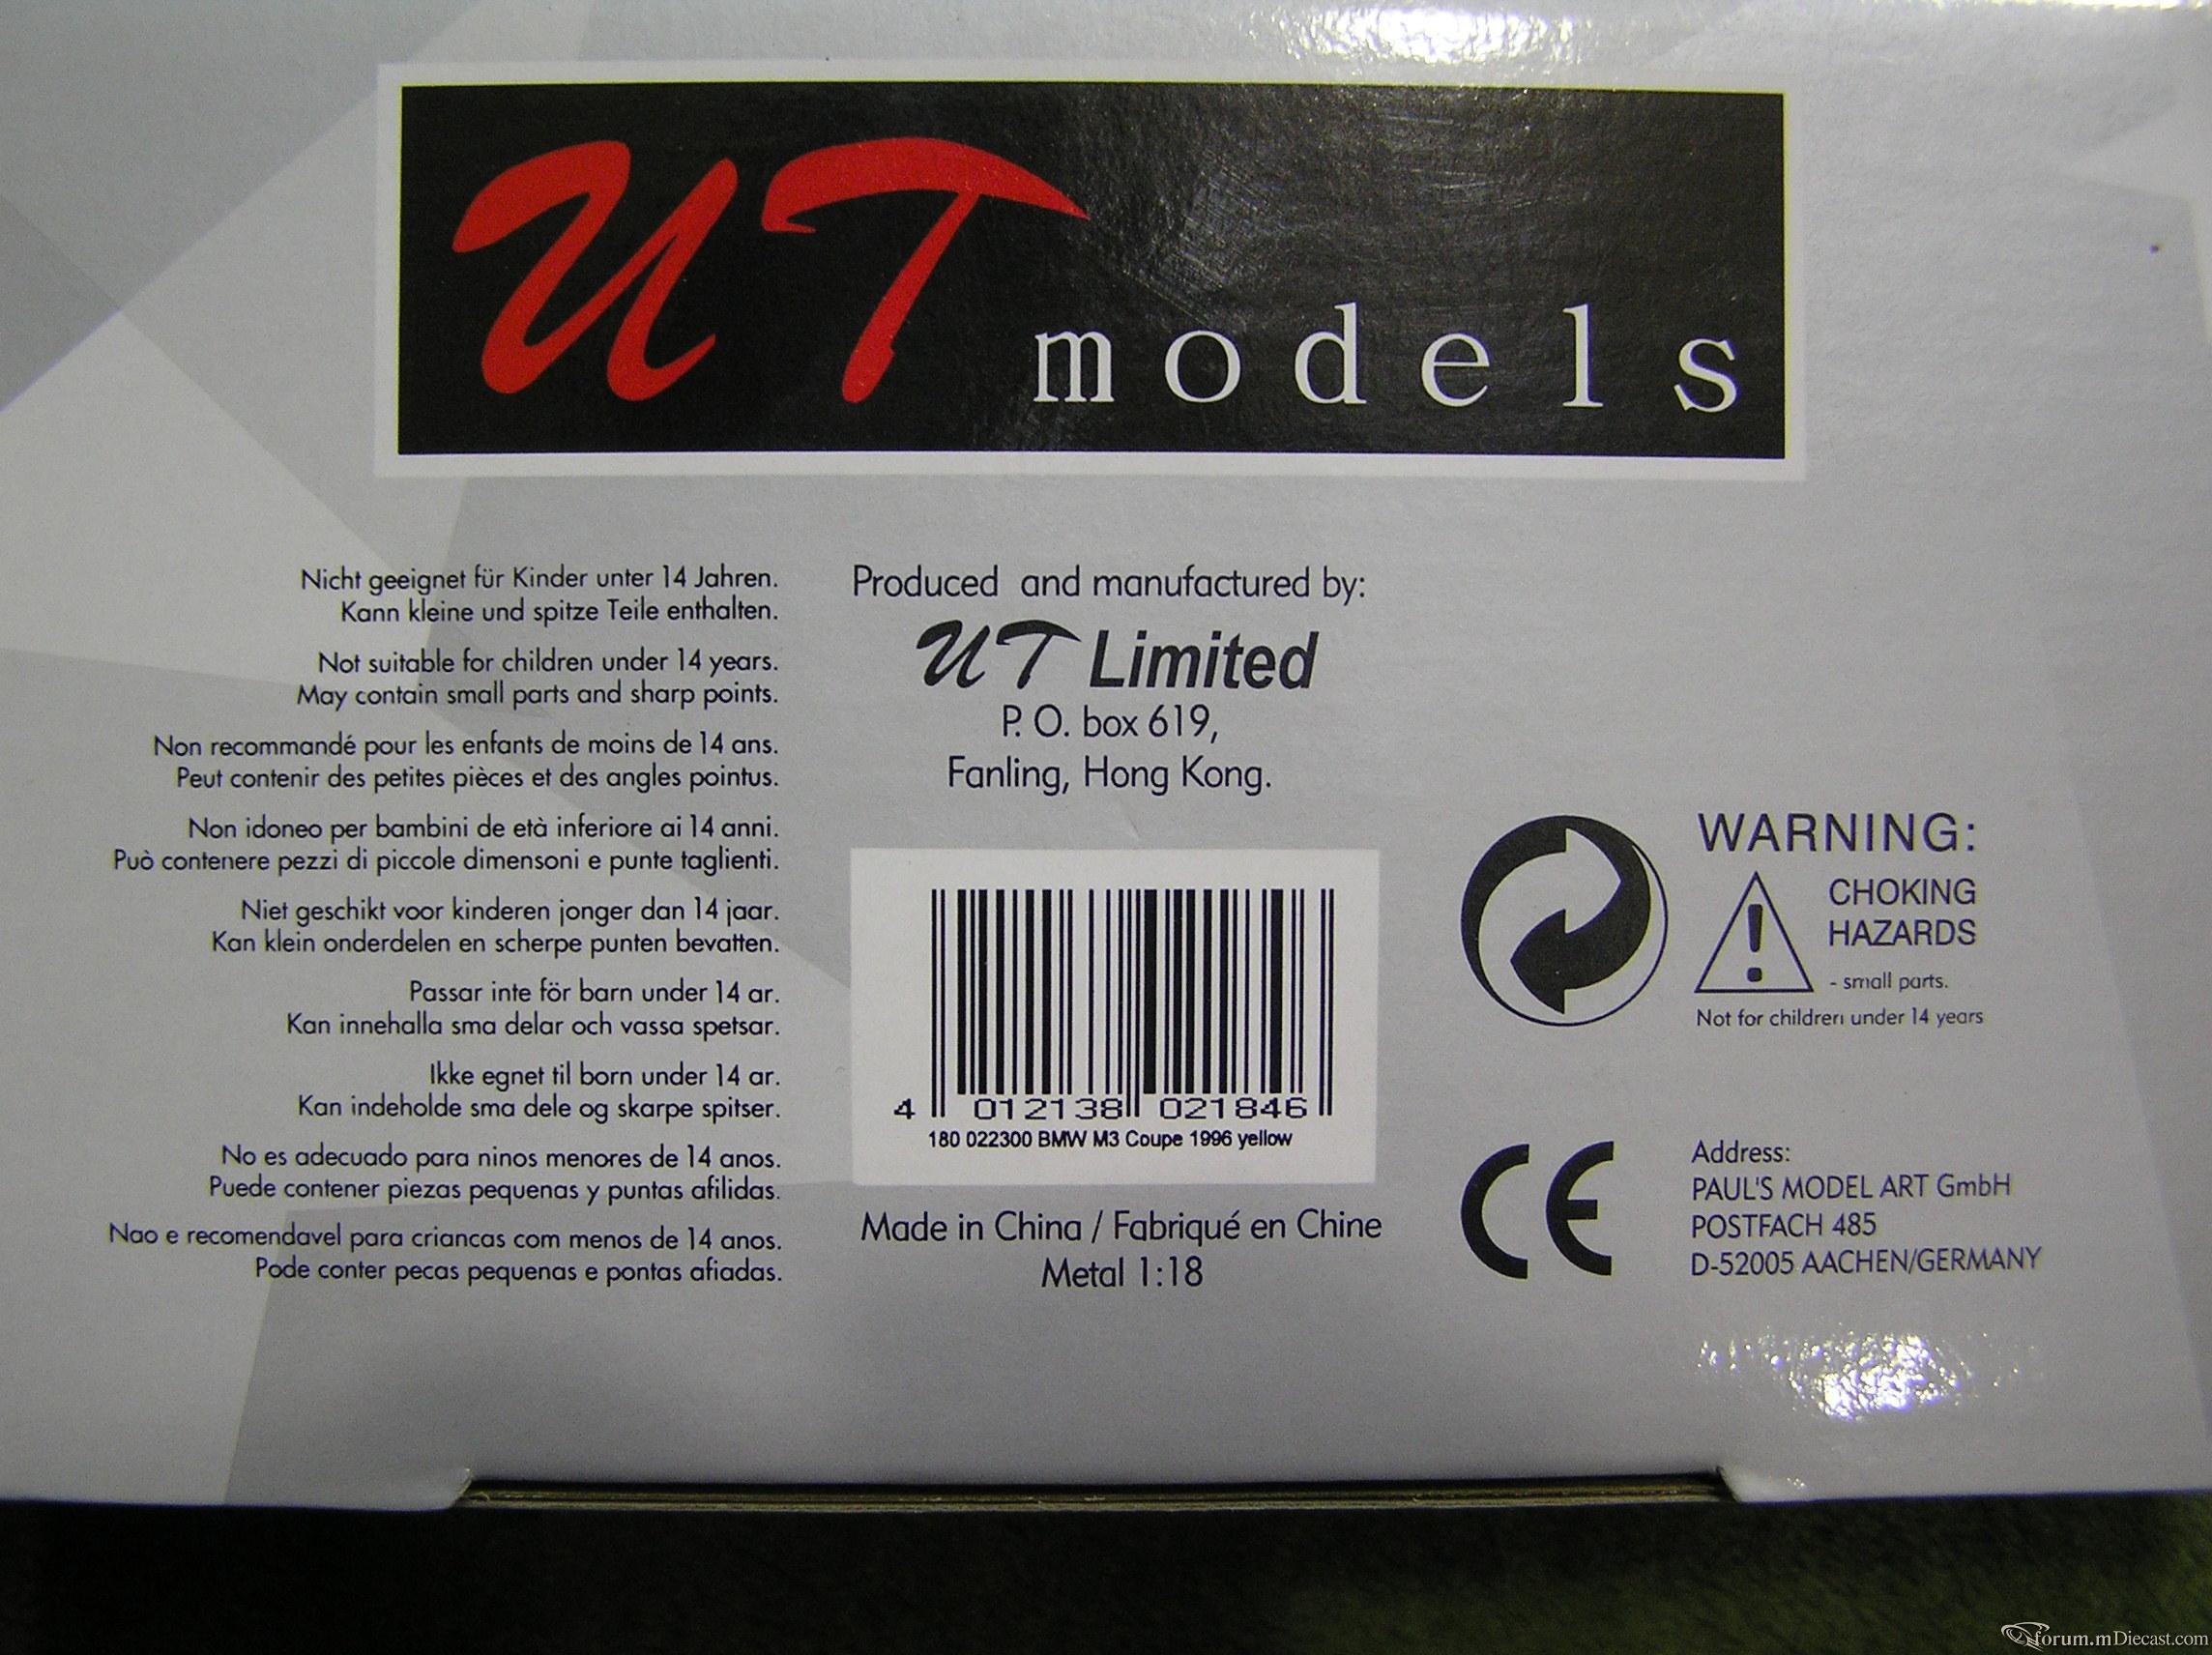 UT models
Nicht geeignet für Kinder unter 14 Jahren.
Kann kleine und spitze Teile enthalten.
Not suitable for children under 14 years.
May contain small parts and sharp points.
Non recommandé pour les enfants de moins de 14 ans.
Peut contenir des petites pièces et des angles pointus.
Non idoneo per bambini de età inferiore ai 14 anni.
Può contenere pezzi di piccole dimensoni e punte taglienti.
Niet geschikt voor kinderen jonger dan 14 jaar.
Kan klein onderdelen en scherpe punten bevatten.
Passar inte för barn under 14 ar.
Kan innehalla sma delar och vassa spetsar.
Ikke egnet til born under 14 ar.
Kan indeholde sma dele og skarpe spitser.
No es adecuado para ninos menores de 14 anos.
Puede contener piezas pequenas y puntas afilidas.
Nao e recomendavel para criancas com menos de 14 anos.
Pode conter pecas pequenas e pontas afiadas.
Produced and manufactured by:
UT Limited
P. O. box 619,
Fanling, Hong Kong.
4 012138 021846
180 022300 BMW M3 Coupe 1996 yellow
Made in China / Fabriqué en Chine
Metal 1:18
WARNING:
CHOKING
HAZARDS
- small parts.
Not for children under 14 years
CE
Address:
PAUL'S MODEL ART GmbH
POSTFACH 485
D-52005 AACHEN/GERMANY
forum.mDiecast.com